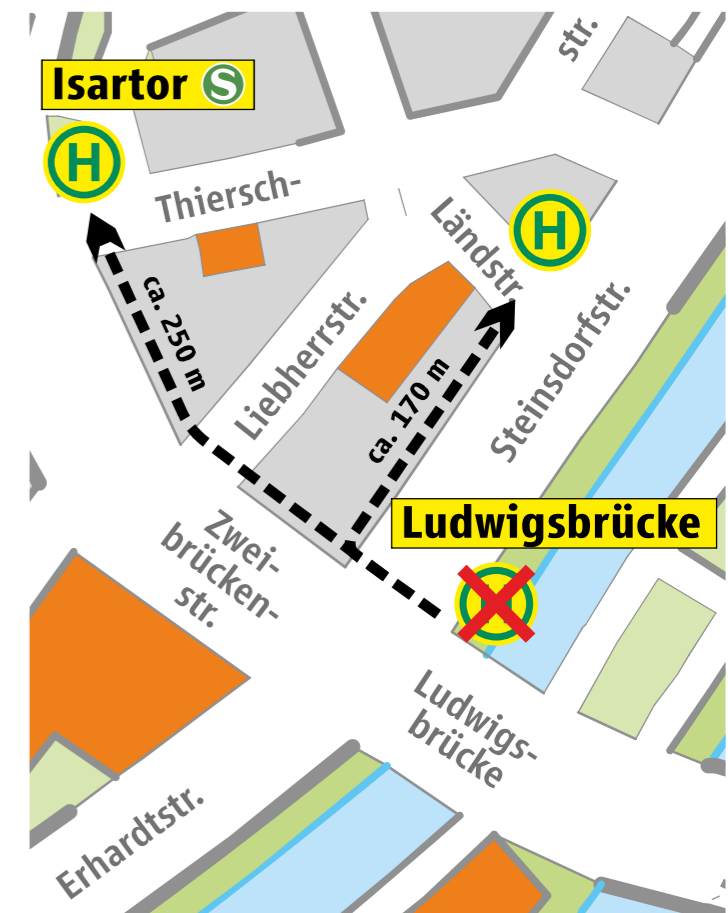 str.
Isartor S
H
Thiersch-
Ländstr.
H
ca. 250 m
Liebherrstr.
Steinsdorfstr.
ca. 170 m
Ludwigsbrücke
Zwei-
brücken-
str.
H
Ludwigs-
brücke
Erhardtstr.